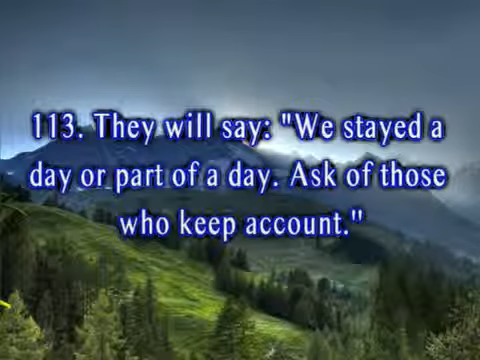 113. They will say: "We stayed a
day or part of a day. Ask of those
who keep account."